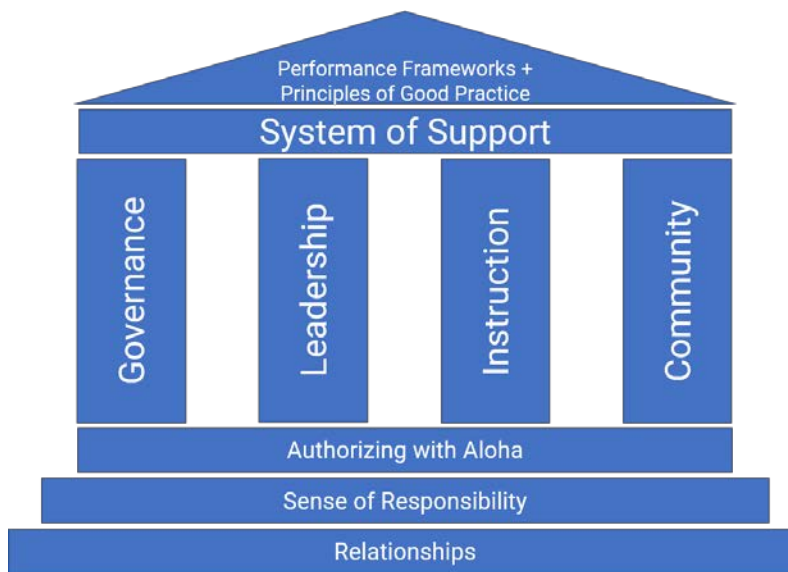 Performance Frameworks +
Principles of Good Practice
System of Support
Governance
Leadership
Instruction
Community
Authorizing with Aloha
Sense of Responsibility
Relationships